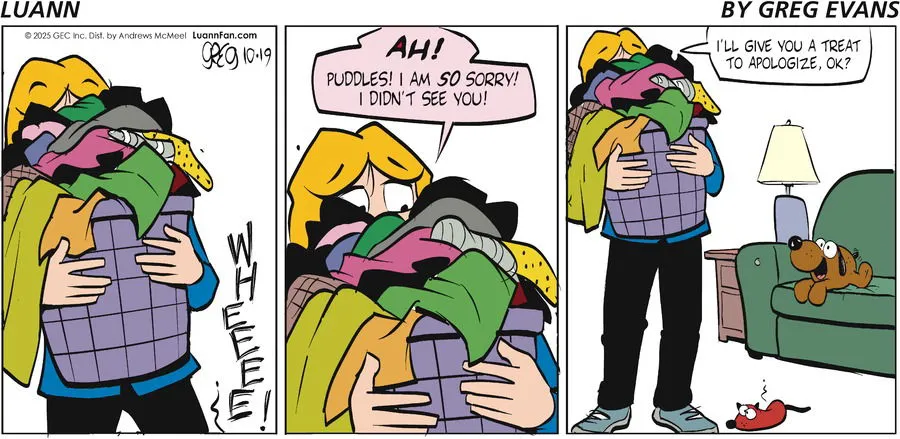 LUANN
BY GREG EVANS
© 2025 GEC Inc. Dist. by Andrews McMeel LuannFan.com
GREG 10-19
WHEEEE!
AH!
PUDDLES! I AM SO SORRY!
I DIDN'T SEE YOU!
I'LL GIVE YOU A TREAT
TO APOLOGIZE, OK?